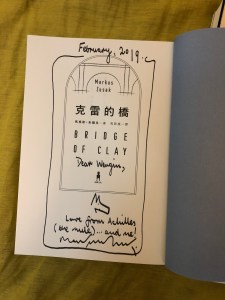 February, 2019.
Markus
Zusak
克雷的橋
BRIDGE
OF CLAY
Dear
Love from Achilles
(the mule)... and me!